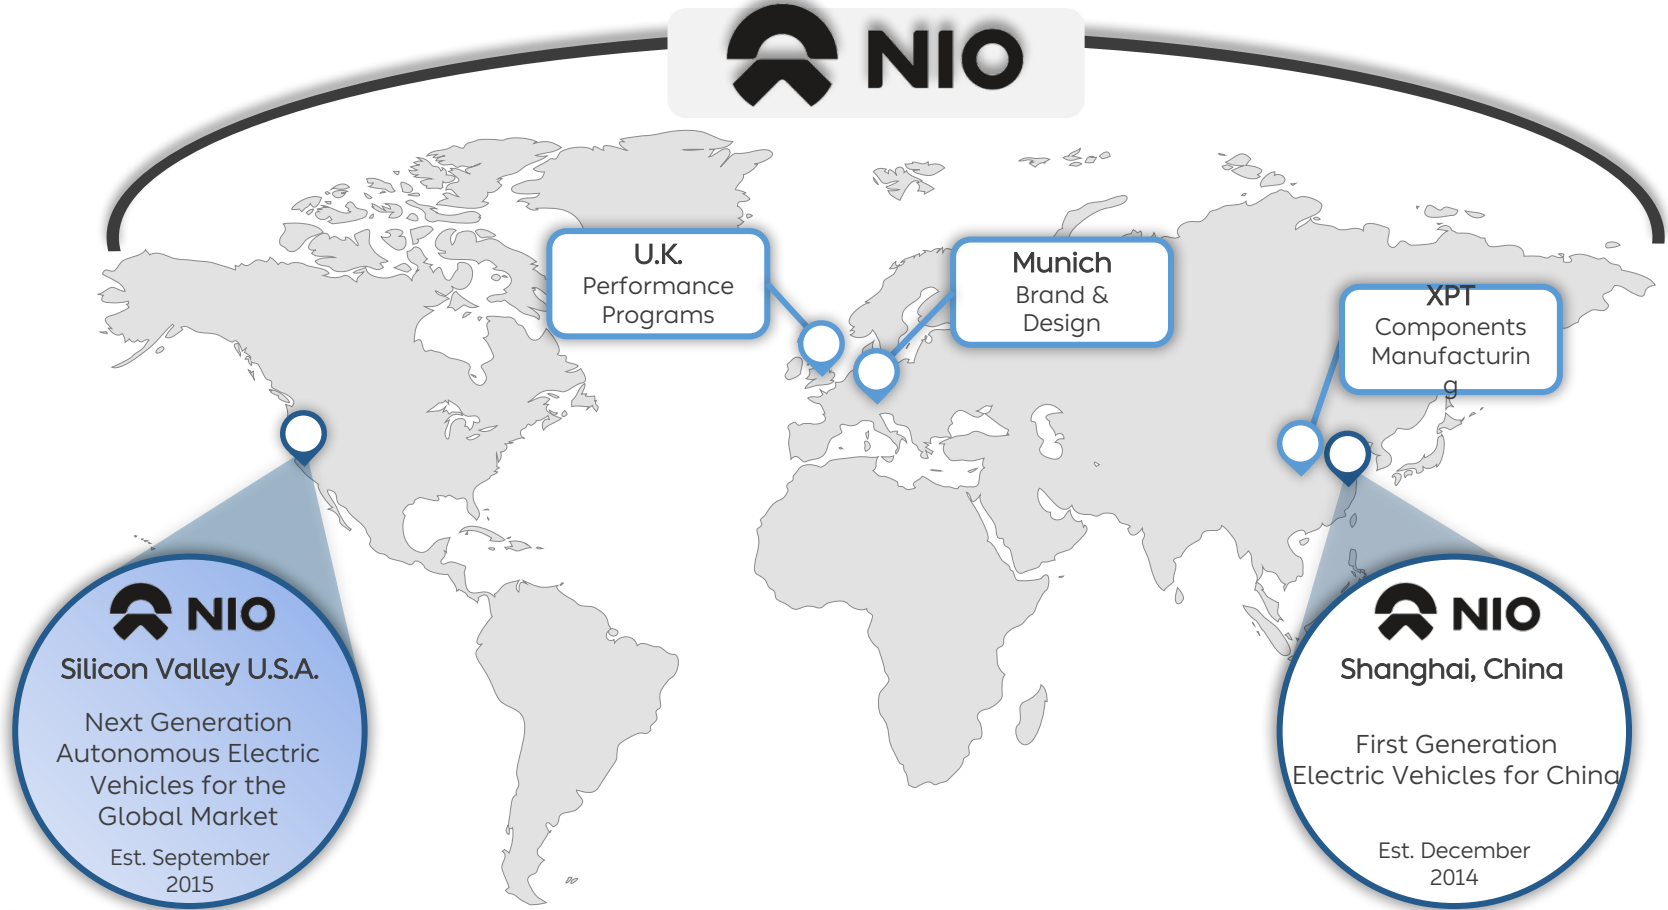 NIO
U.K.
Performance
Programs
Munich
Brand &
Design
XPT
Components
Manufacturin
g
NIO
Silicon Valley U.S.A.
Next Generation
Autonomous Electric
Vehicles for the
Global Market
Est. September
2015
NIO
Shanghai, China
First Generation
Electric Vehicles for China
Est. December
2014